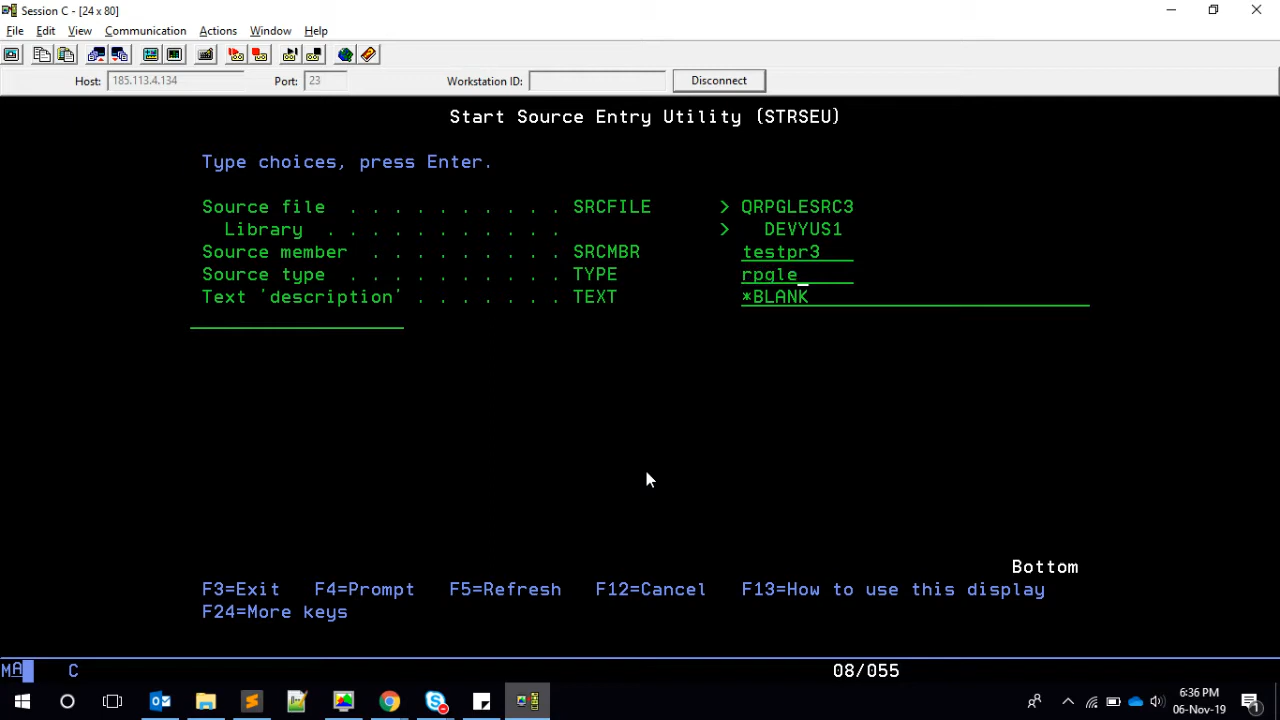 Session C - [24 x 80]
File Edit View Communication Actions Window Help
Host: 185.113.4.134 Port: 23 Workstation ID: Disconnect
Start Source Entry Utility (STRSEU)
Type choices, press Enter.
Source file . . . . . . . . . . SRCFILE > QRPGLESRC3
Library . . . . . . . . . . . > DEVYUS1
Source member . . . . . . . . . SRCMBR testpr3
Source type . . . . . . . . . . TYPE rpgle_
Text 'description' . . . . . . . TEXT *BLANK
Bottom
F3=Exit F4=Prompt F5=Refresh F12=Cancel F13=How to use this display
F24=More keys
MA C 08/055
6:36 PM
06-Nov-19
1